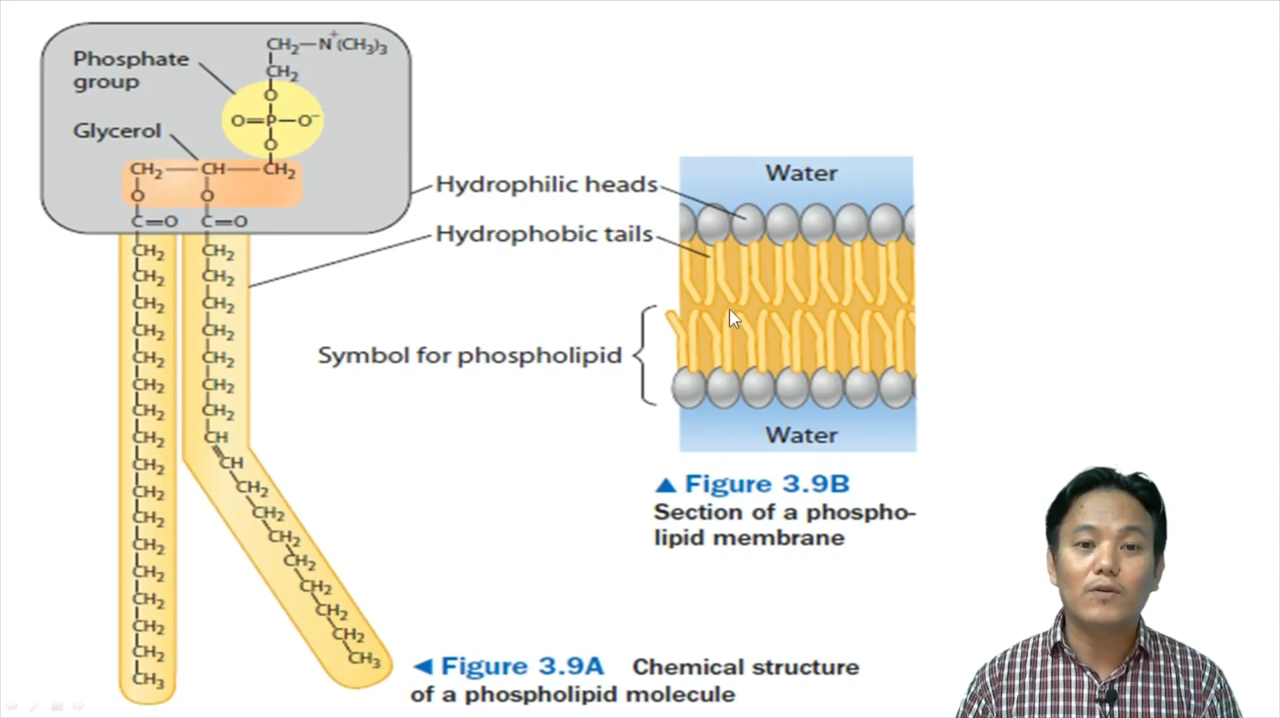 CH₂—N⁺(CH₃)₃
Phosphate
group
CH₂
O
O=P—O⁻
O
Glycerol
CH₂—CH—CH₂
O O
C=O C=O
CH₂ CH₂
CH₂ CH₂
CH₂ CH₂
CH₂ CH₂
CH₂ CH₂
CH₂ CH₂
CH₂ CH₂
CH₂ CH
CH₂ CH
CH₂ CH₂
CH₂ CH₂
CH₂ CH₂
CH₂ CH₂
CH₂ CH₂
CH₂ CH₂
CH₂ CH₂
CH₃ CH₃
Hydrophilic heads
Hydrophobic tails
Symbol for phospholipid
Water
Water
▲ Figure 3.9B
Section of a phospho-
lipid membrane
◄ Figure 3.9A Chemical structure
of a phospholipid molecule